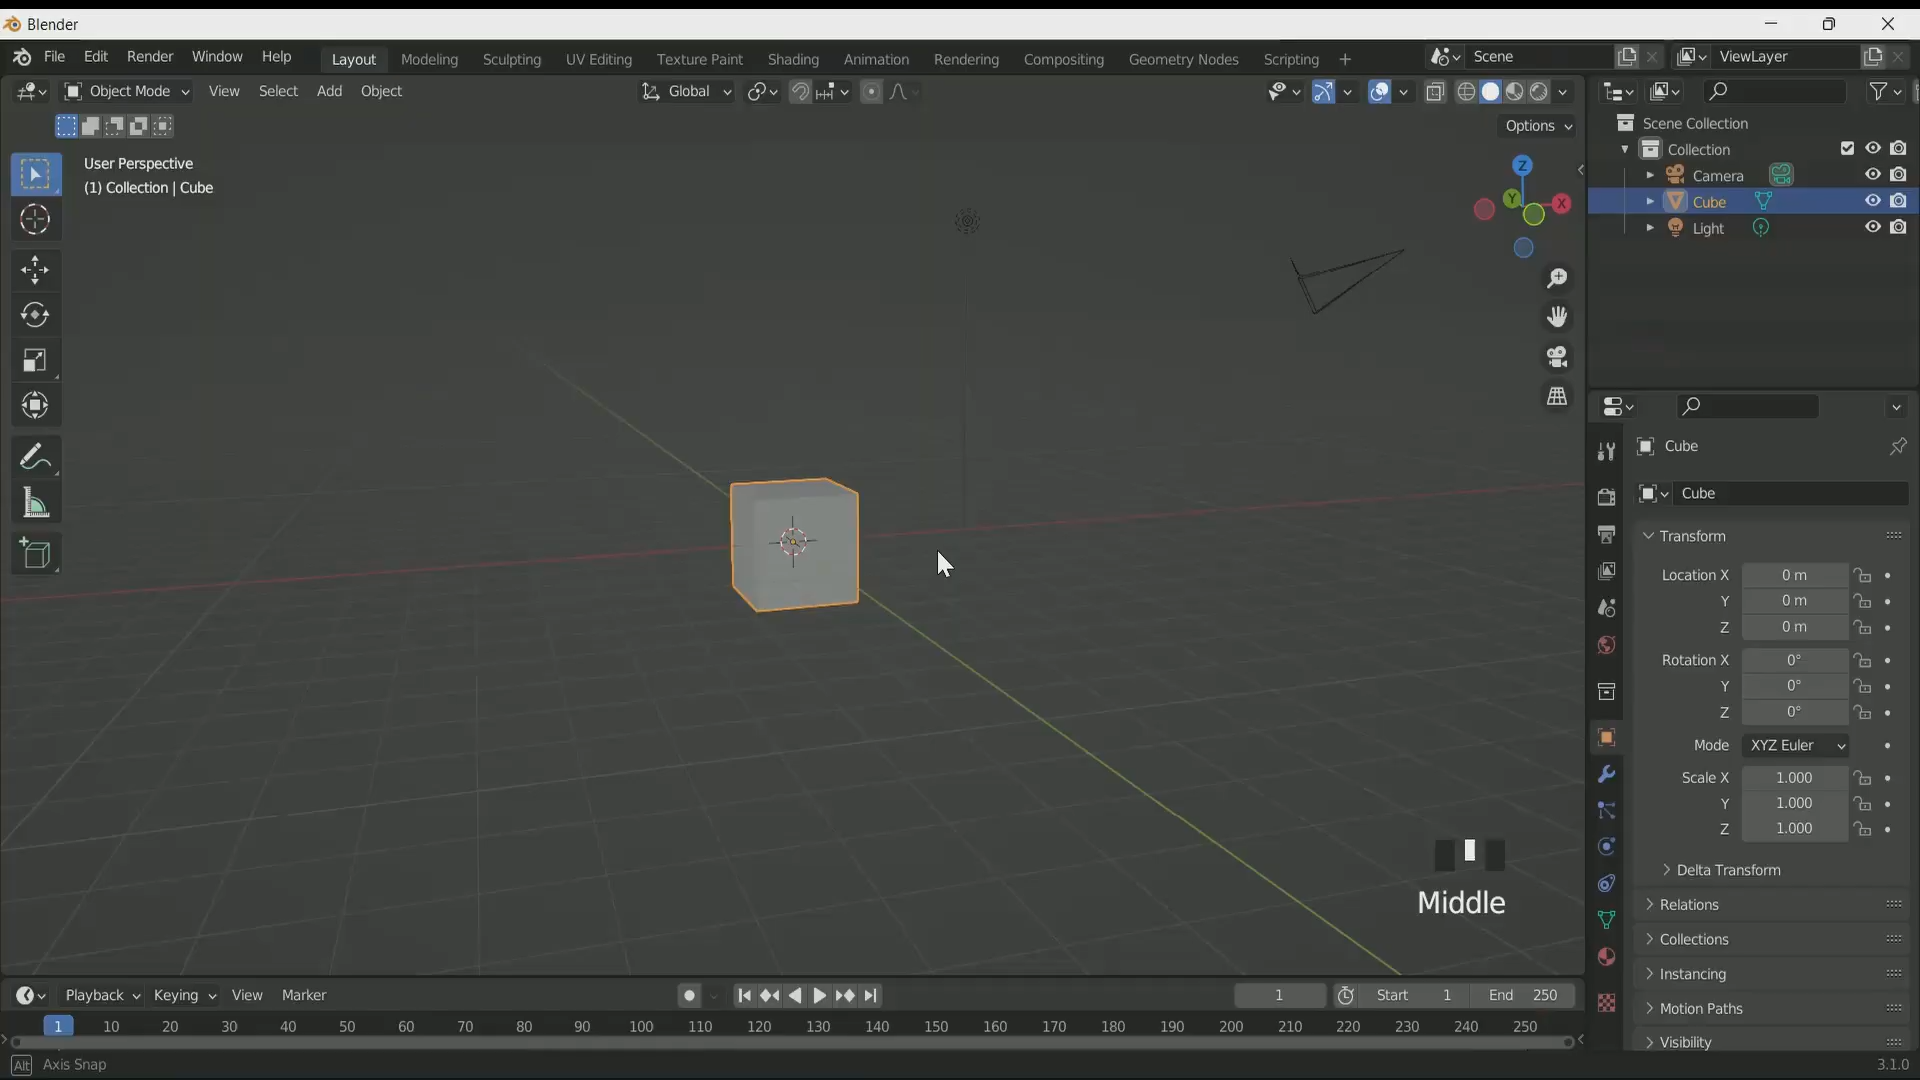 Blender
File Edit Render Window Help Layout Modeling Sculpting UV Editing Texture Paint Shading Animation Rendering Compositing Geometry Nodes Scripting + Scene ViewLayer
Object Mode View Select Add Object Global
Options
User Perspective
(1) Collection | Cube
Z
Y
X
Scene Collection
Collection
Camera
Cube
Light
Cube
Cube
Transform
Location X 0 m
Y 0 m
Z 0 m
Rotation X 0°
Y 0°
Z 0°
Mode XYZ Euler
Scale X 1.000
Y 1.000
Z 1.000
Delta Transform
Relations
Collections
Instancing
Motion Paths
Visibility
Middle
Playback Keying View Marker 1 Start 1 End 250
1 10 20 30 40 50 60 70 80 90 100 110 120 130 140 150 160 170 180 190 200 210 220 230 240 250
Alt Axis Snap 3.1.0